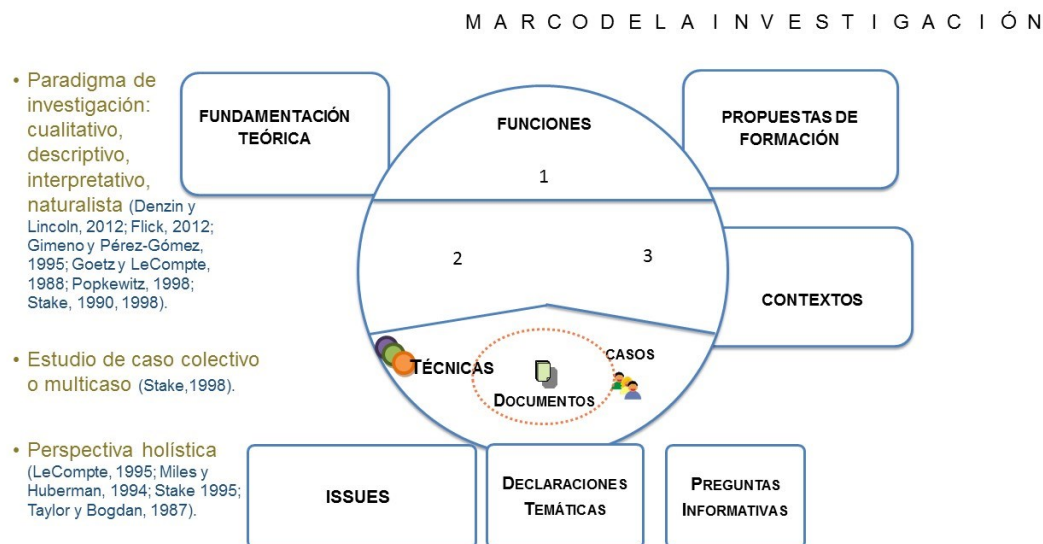 M A R C O D E L A I N V E S T I G A C I Ó N
• Paradigma de
investigación:
cualitativo,
descriptivo,
interpretativo,
naturalista (Denzin y
Lincoln, 2012; Flick, 2012;
Gimeno y Pérez-Gómez,
1995; Goetz y LeCompte,
1988; Popkewitz, 1998;
Stake, 1990, 1998).
• Estudio de caso colectivo
o multicaso (Stake,1998).
• Perspectiva holística
(LeCompte, 1995; Miles y
Huberman, 1994; Stake 1995;
Taylor y Bogdan, 1987).
FUNDAMENTACIÓN
TEÓRICA
FUNCIONES
1
PROPUESTAS DE
FORMACIÓN
2
3
CONTEXTOS
TÉCNICAS
DOCUMENTOS
CASOS
ISSUES
DECLARACIONES
TEMÁTICAS
PREGUNTAS
INFORMATIVAS